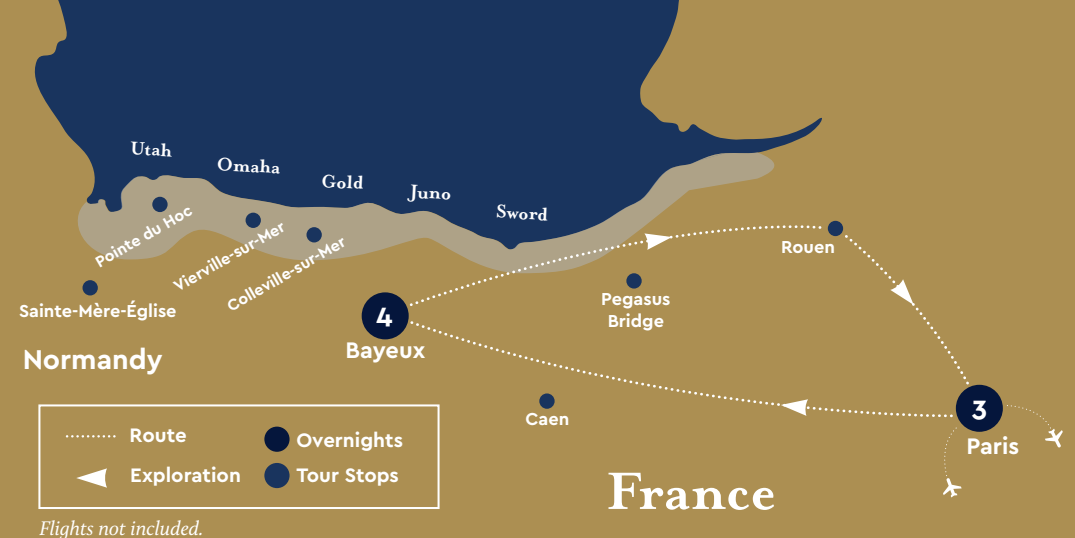 Utah
Omaha
Gold
Juno
Sword
Pointe du Hoc
Vierville-sur-Mer
Colleville-sur-Mer
Rouen
Sainte-Mère-Église
Pegasus
Bridge
4
Bayeux
Normandy
Caen
3
Paris
Route
Overnights
Exploration
Tour Stops
France
Flights not included.